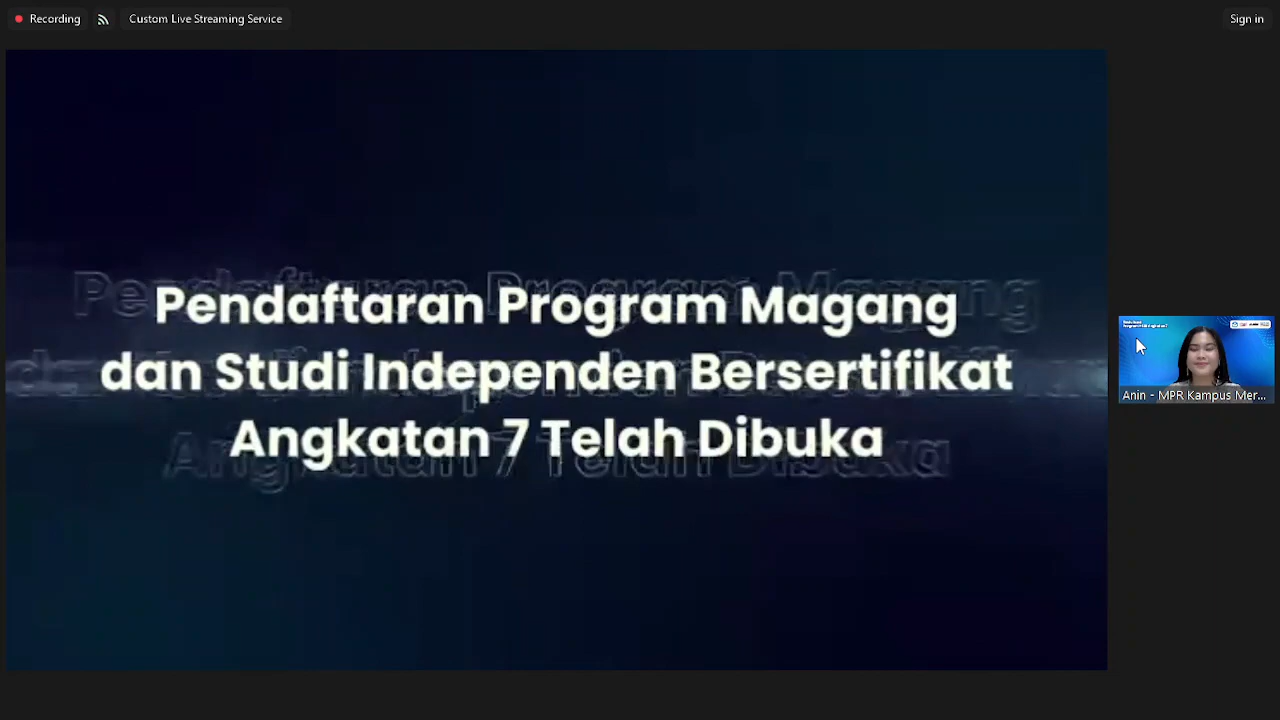 Recording
Custom Live Streaming Service
Sign in
Pendaftaran Program Magang
dan Studi Independen Bersertifikat
Angkatan 7 Telah Dibuka
Anin - MPR Kampus Mer...